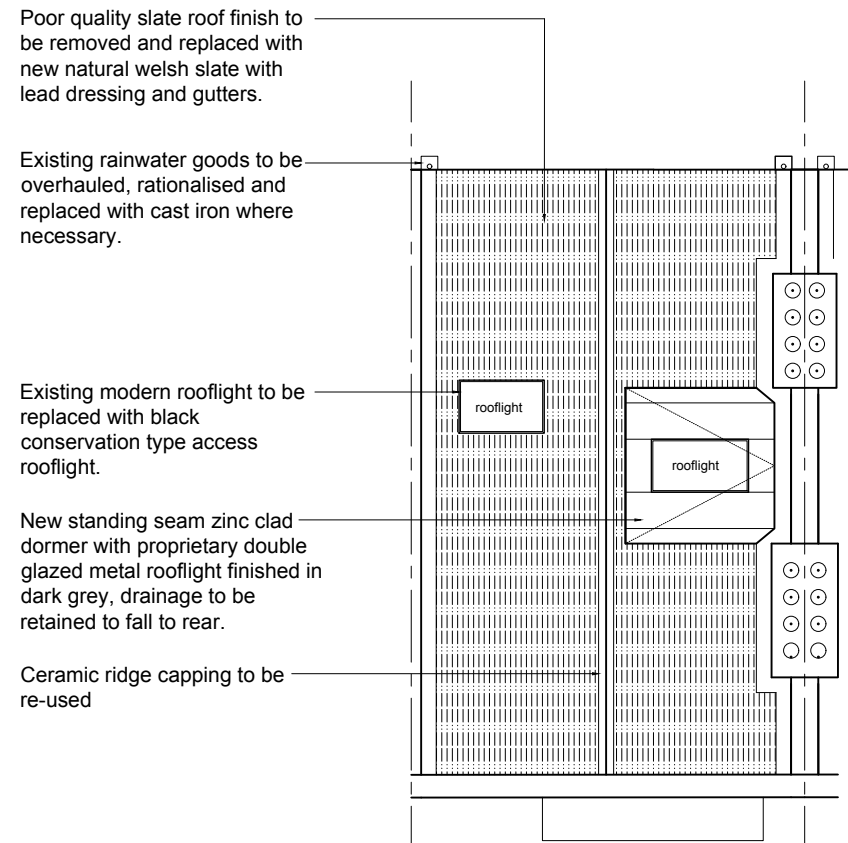 Poor quality slate roof finish to
be removed and replaced with
new natural welsh slate with
lead dressing and gutters.
Existing rainwater goods to be
overhauled, rationalised and
replaced with cast iron where
necessary.
Existing modern rooflight to be
replaced with black
conservation type access
rooflight.
New standing seam zinc clad
dormer with proprietary double
glazed metal rooflight finished in
dark grey, drainage to be
retained to fall to rear.
Ceramic ridge capping to be
re-used
rooflight
rooflight